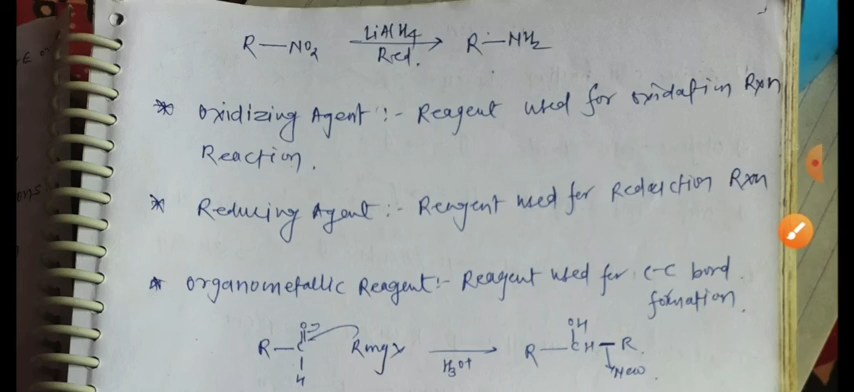 R—NO2 LiAlH4 Red. R—NH2
* Oxidizing Agent :- Reagent used for oxidation Rxn
Reaction.
* Reducing Agent :- Reagent used for Reduction Rxn
* Organometallic Reagent :- Reagent used for C-C bond
formation.
R—C=O H RMgX H3O+ R—CH—R OH New